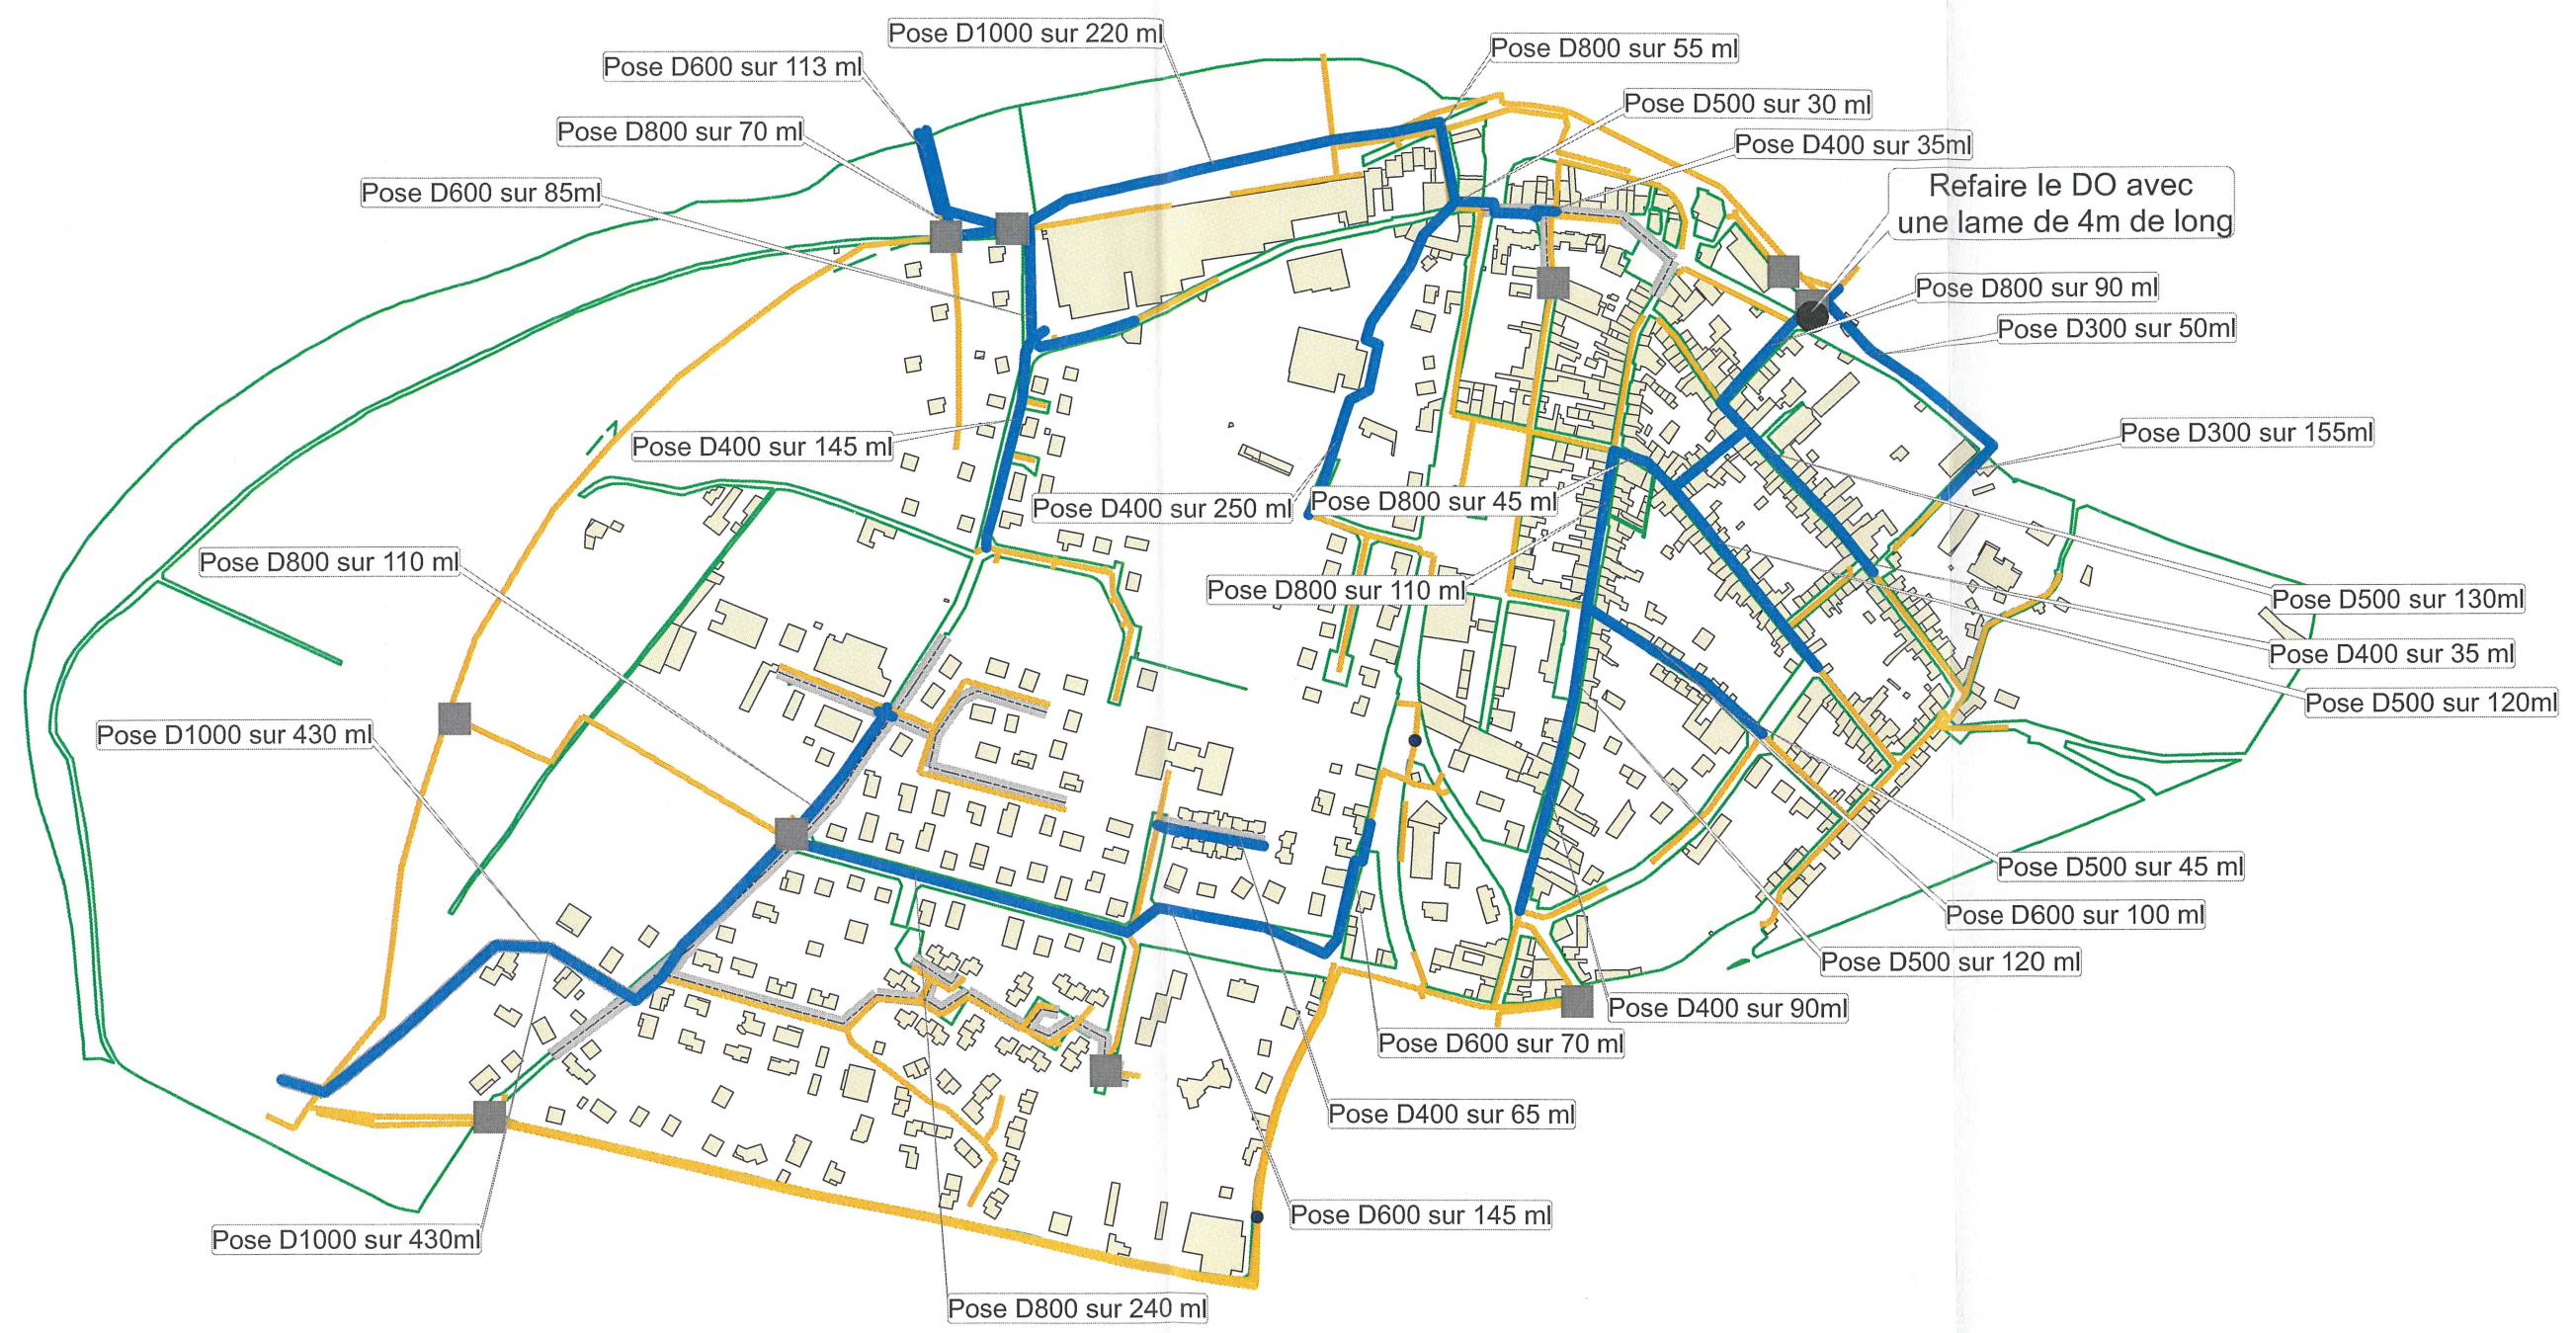 Pose D1000 sur 220 ml
Pose D800 sur 55 ml
Pose D600 sur 113 ml
Pose D500 sur 30 ml
Pose D800 sur 70 ml
Pose D400 sur 35ml
Pose D600 sur 85ml
Refaire le DO avec
une lame de 4m de long
Pose D800 sur 90 ml
Pose D300 sur 50ml
Pose D300 sur 155ml
Pose D400 sur 145 ml
Pose D800 sur 45 ml
Pose D400 sur 250 ml
Pose D800 sur 110 ml
Pose D800 sur 110 ml
Pose D500 sur 130ml
Pose D400 sur 35 ml
Pose D500 sur 120ml
Pose D1000 sur 430 ml
Pose D500 sur 45 ml
Pose D600 sur 100 ml
Pose D500 sur 120 ml
Pose D400 sur 90ml
Pose D600 sur 70 ml
Pose D400 sur 65 ml
Pose D600 sur 145 ml
Pose D1000 sur 430ml
Pose D800 sur 240 ml